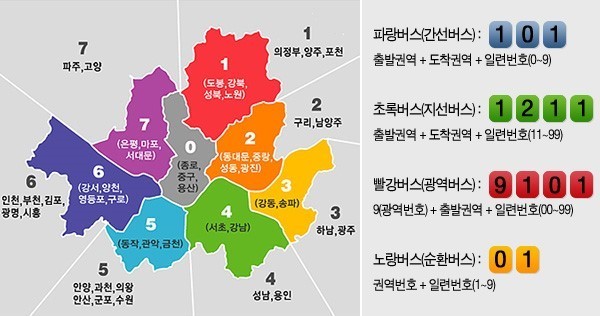 7
파주,고양
1
의정부,양주,포천
1
(도봉,강북,
성북,노원)
2
구리,남양주
7
(은평,마포,
서대문)
0
(종로,
중구,
용산)
2
(동대문,중랑,
성동,광진)
6
(강서,양천,
영등포,구로)
6
인천,부천,김포,
광명,시흥
3
(강동,송파)
3
하남,광주
5
(동작,관악,금천)
4
(서초,강남)
5
안양,과천,의왕
안산,군포,수원
4
성남,용인
파랑버스(간선버스) : 1 0 1
출발권역 + 도착권역 + 일련번호(0~9)
초록버스(지선버스) : 1 2 1 1
출발권역 + 도착권역 + 일련번호(11~99)
빨강버스(광역버스) : 9 1 0 1
9(광역번호) + 출발권역 + 일련번호(00~99)
노랑버스(순환버스) : 0 1
권역번호 + 일련번호(1~9)